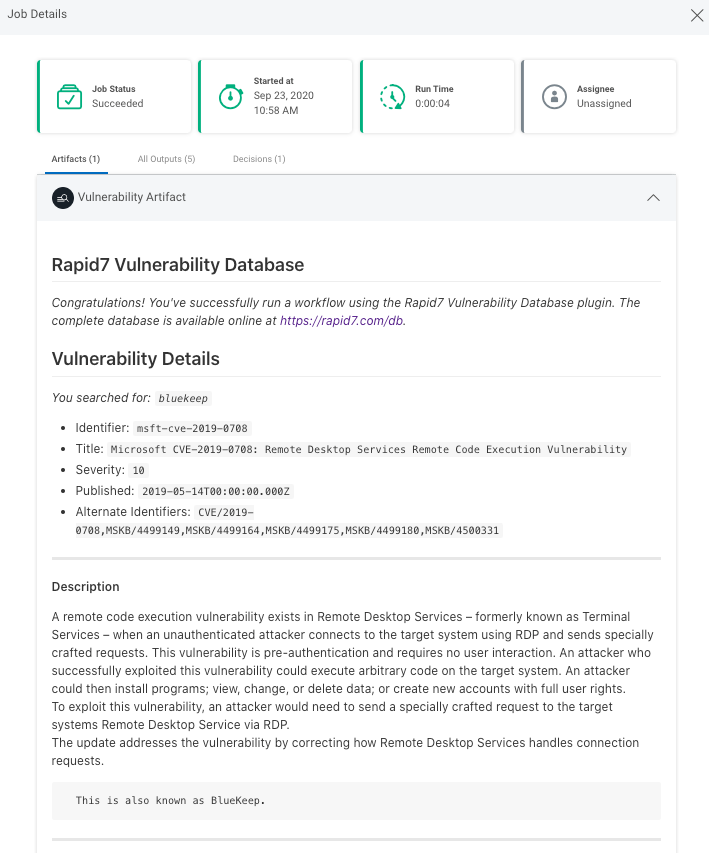 Job Details
Job Status
Succeeded
Started at
Sep 23, 2020
10:58 AM
Run Time
0:00:04
Assignee
Unassigned
Artifacts (1)
All Outputs (5)
Decisions (1)
Vulnerability Artifact
Rapid7 Vulnerability Database
Congratulations! You've successfully run a workflow using the Rapid7 Vulnerability Database plugin. The
complete database is available online at https://rapid7.com/db.
Vulnerability Details
You searched for: bluekeep
• Identifier: msft-cve-2019-0708
• Title: Microsoft CVE-2019-0708: Remote Desktop Services Remote Code Execution Vulnerability
• Severity: 10
• Published: 2019-05-14T00:00:00.000Z
• Alternate Identifiers: CVE/2019-
0708,MSKB/4499149,MSKB/4499164,MSKB/4499175,MSKB/4499180,MSKB/4500331
Description
A remote code execution vulnerability exists in Remote Desktop Services – formerly known as Terminal
Services – when an unauthenticated attacker connects to the target system using RDP and sends specially
crafted requests. This vulnerability is pre-authentication and requires no user interaction. An attacker who
successfully exploited this vulnerability could execute arbitrary code on the target system. An attacker
could then install programs; view, change, or delete data; or create new accounts with full user rights.
To exploit this vulnerability, an attacker would need to send a specially crafted request to the target
systems Remote Desktop Service via RDP.
The update addresses the vulnerability by correcting how Remote Desktop Services handles connection
requests.
This is also known as BlueKeep.